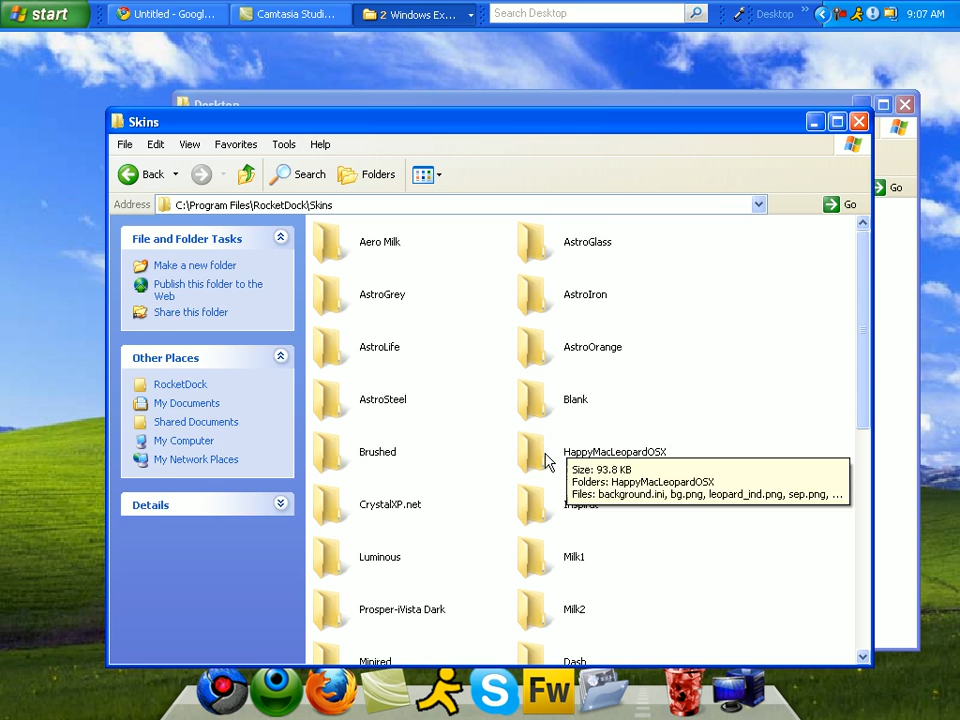 start
Untitled - Googl...
Camtasia Studi...
2 Windows Ex...
Search Desktop
Desktop
9:07 AM
Desktop
Skins
File Edit View Favorites Tools Help
Back
Search
Folders
Go
Address C:\Program Files\RocketDock\Skins
Go
File and Folder Tasks
Make a new folder
Publish this folder to the
Web
Share this folder
Other Places
RocketDock
My Documents
Shared Documents
My Computer
My Network Places
Details
Aero Milk
AstroGlass
AstroGrey
AstroIron
AstroLife
AstroOrange
AstroSteel
Blank
Brushed
HappyMacLeopardOSX
Size: 93.8 KB
Folders: HappyMacLeopardOSX
Files: background.ini, bg.png, leopard_ind.png, sep.png, ...
CrystalXP.net
Luminous
Milk1
Prosper-iVista Dark
Milk2
Minired
Dash
Fw